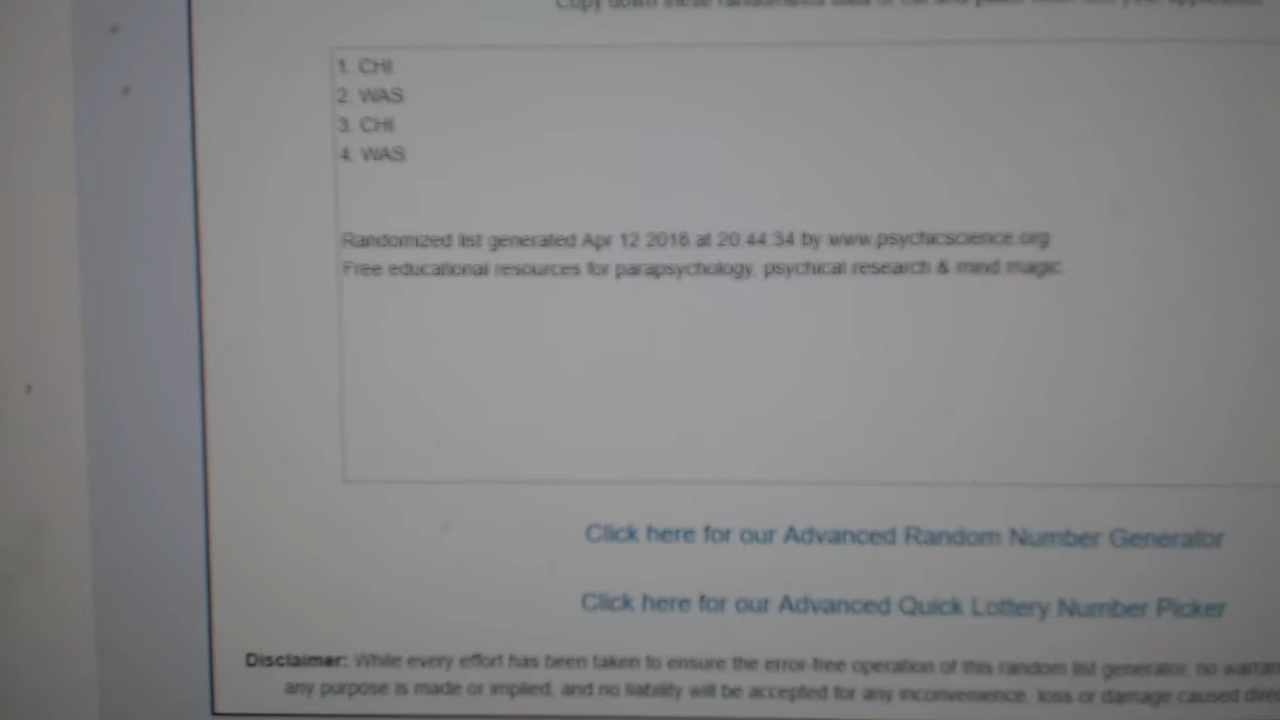 1. CHI
2. WAS
3. CHI
4. WAS
Randomized list generated Apr 12 2018 at 20:44:34 by www.psychicscience.org
Free educational resources for parapsychology, psychical research & mind magic.
Click here for our Advanced Random Number Generator
Click here for our Advanced Quick Lottery Number Picker
Disclaimer: While every effort has been taken to ensure the error-free operation of this random list generator, no
any purpose is made or implied, and no liability will be accepted for any inconvenience, loss or damage caused